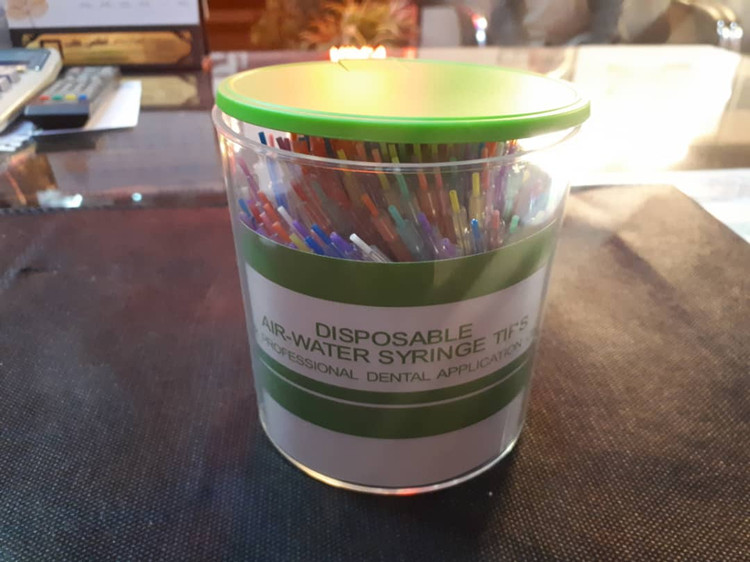 DISPOSABLE
AIR-WATER SYRINGE TIPS
PROFESSIONAL DENTAL APPLICATION